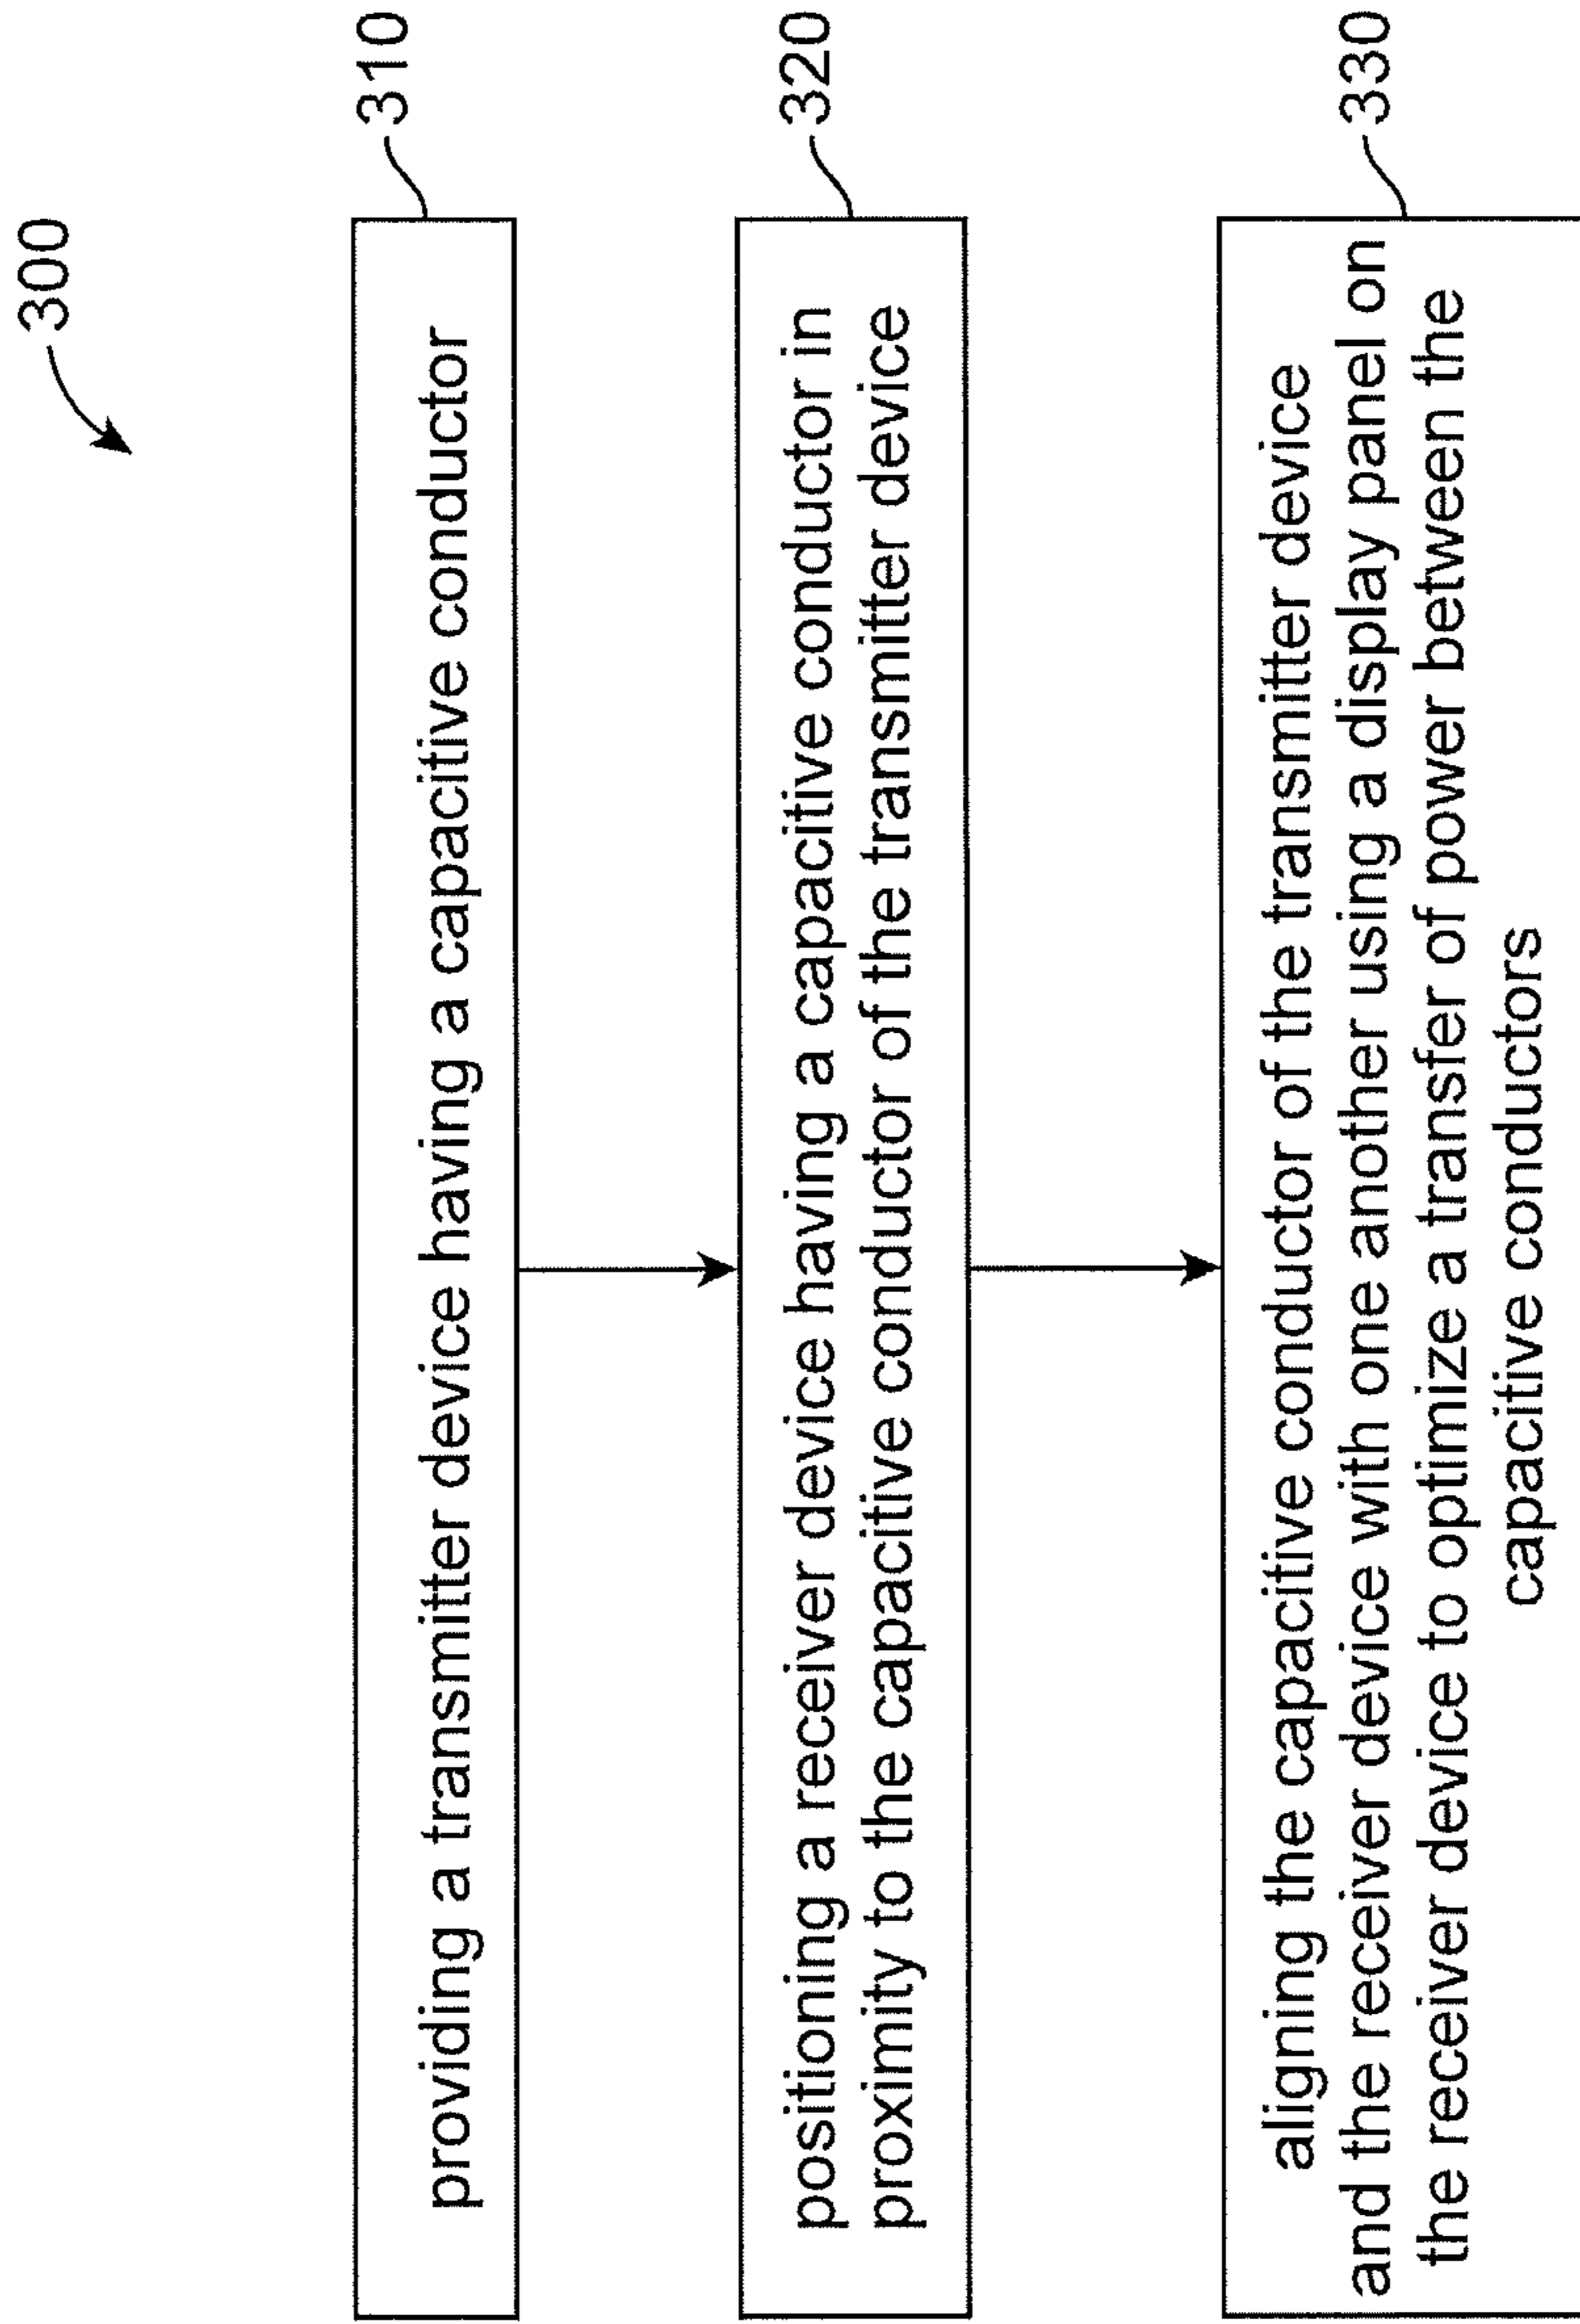 300
310
providing a transmitter device having a capacitive conductor
320
positioning a receiver device having a capacitive conductor in
proximity to the capacitive conductor of the transmitter device
330
aligning the capacitive conductor of the transmitter device
and the receiver device with one another using a display panel on
the receiver device to optimize a transfer of power between the
capacitive conductors